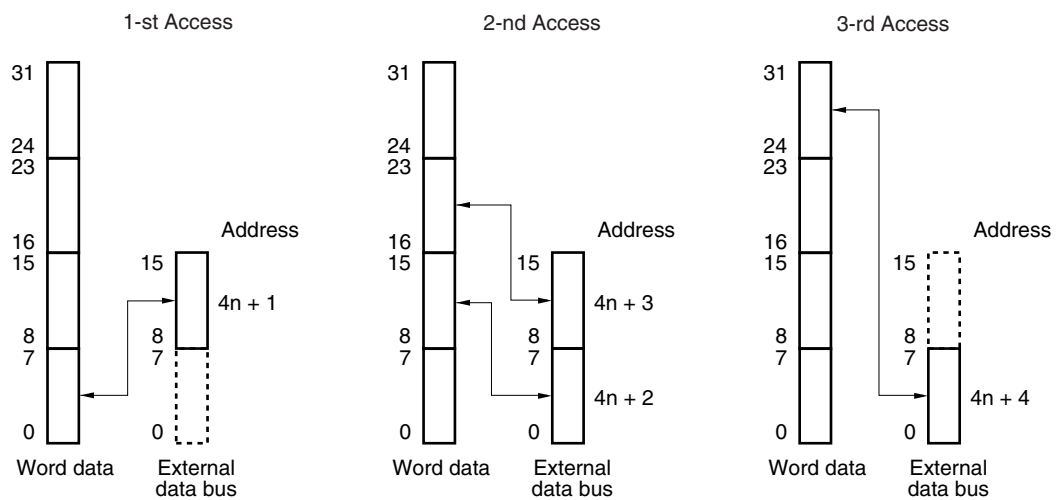 1-st Access
31
24
23
16
15
8
7
0
Word data
Address
15
8
7
0
4n + 1
External
data bus
2-nd Access
31
24
23
16
15
8
7
0
Word data
Address
15
8
7
0
4n + 3
4n + 2
External
data bus
3-rd Access
31
24
23
16
15
8
7
0
Word data
Address
15
8
7
0
4n + 4
External
data bus